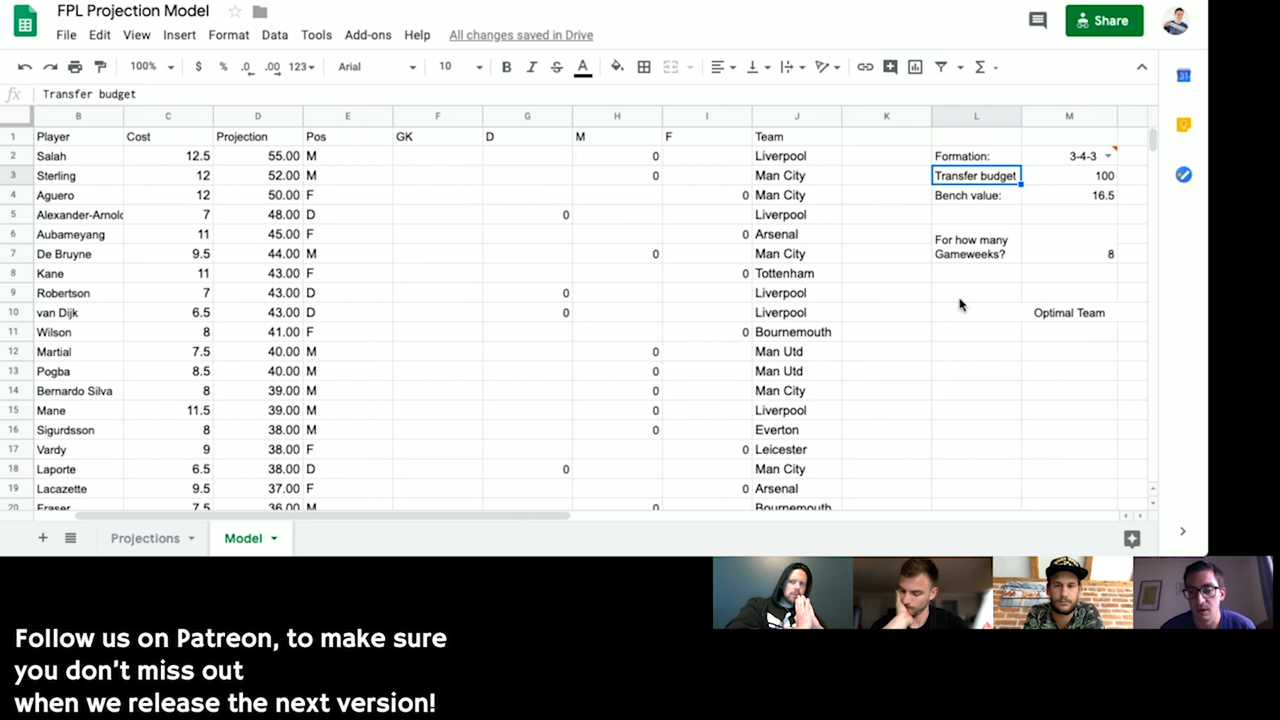 FPL Projection Model
File Edit View Insert Format Data Tools Add-ons Help All changes saved in Drive
Share
100% $ % .0 .00 123 Arial 10 B I S A
fx Transfer budget
B C D E F G H I J K L M
1 Player Cost Projection Pos GK D M F Team
2 Salah 12.5 55.00 M 0 Liverpool Formation: 3-4-3
3 Sterling 12 52.00 M 0 Man City Transfer budget 100
4 Aguero 12 50.00 F 0 Man City Bench value: 16.5
5 Alexander-Arnold 7 48.00 D 0 Liverpool
6 Aubameyang 11 45.00 F 0 Arsenal For how many
7 De Bruyne 9.5 44.00 M 0 Man City Gameweeks? 8
8 Kane 11 43.00 F 0 Tottenham
9 Robertson 7 43.00 D 0 Liverpool
10 van Dijk 6.5 43.00 D 0 Liverpool Optimal Team
11 Wilson 8 41.00 F 0 Bournemouth
12 Martial 7.5 40.00 M 0 Man Utd
13 Pogba 8.5 40.00 M 0 Man Utd
14 Bernardo Silva 8 39.00 M 0 Man City
15 Mane 11.5 39.00 M 0 Liverpool
16 Sigurdsson 8 38.00 M 0 Everton
17 Vardy 9 38.00 F 0 Leicester
18 Laporte 6.5 38.00 D 0 Man City
19 Lacazette 9.5 37.00 F 0 Arsenal
20 Fraser 7.5 36.00 M 0 Bournemouth
Projections Model
Follow us on Patreon, to make sure
you don't miss out
when we release the next version!